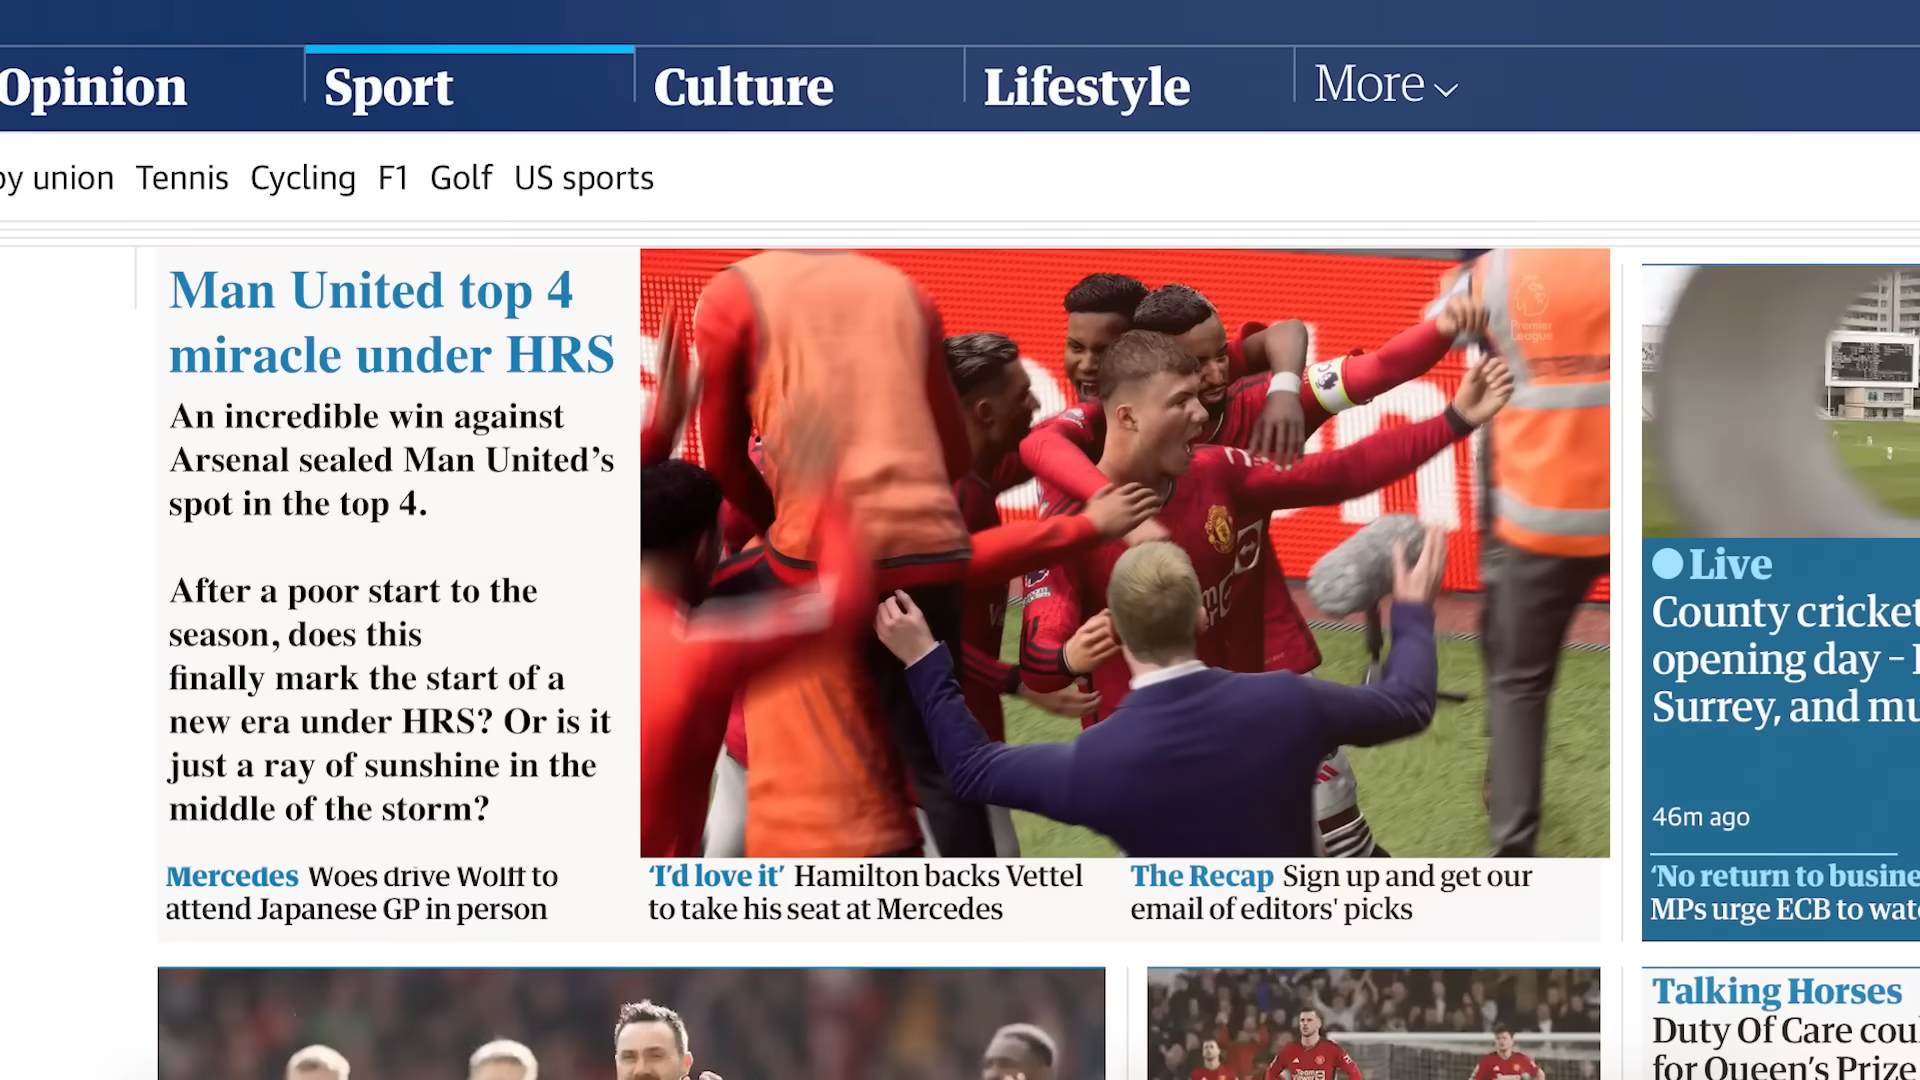 Opinion
Sport
Culture
Lifestyle
More
by union Tennis Cycling F1 Golf US sports
Man United top 4
miracle under HRS
An incredible win against
Arsenal sealed Man United’s
spot in the top 4.
After a poor start to the
season, does this
finally mark the start of a
new era under HRS? Or is it
just a ray of sunshine in the
middle of the storm?
Premier
League
Mercedes Woes drive Wolff to
attend Japanese GP in person
‘I’d love it’ Hamilton backs Vettel
to take his seat at Mercedes
The Recap Sign up and get our
email of editors' picks
Live
County cricket
opening day –
Surrey, and mu
46m ago
‘No return to busine
MPs urge ECB to wat
Talking Horses
Duty Of Care cou
for Queen’s Prize